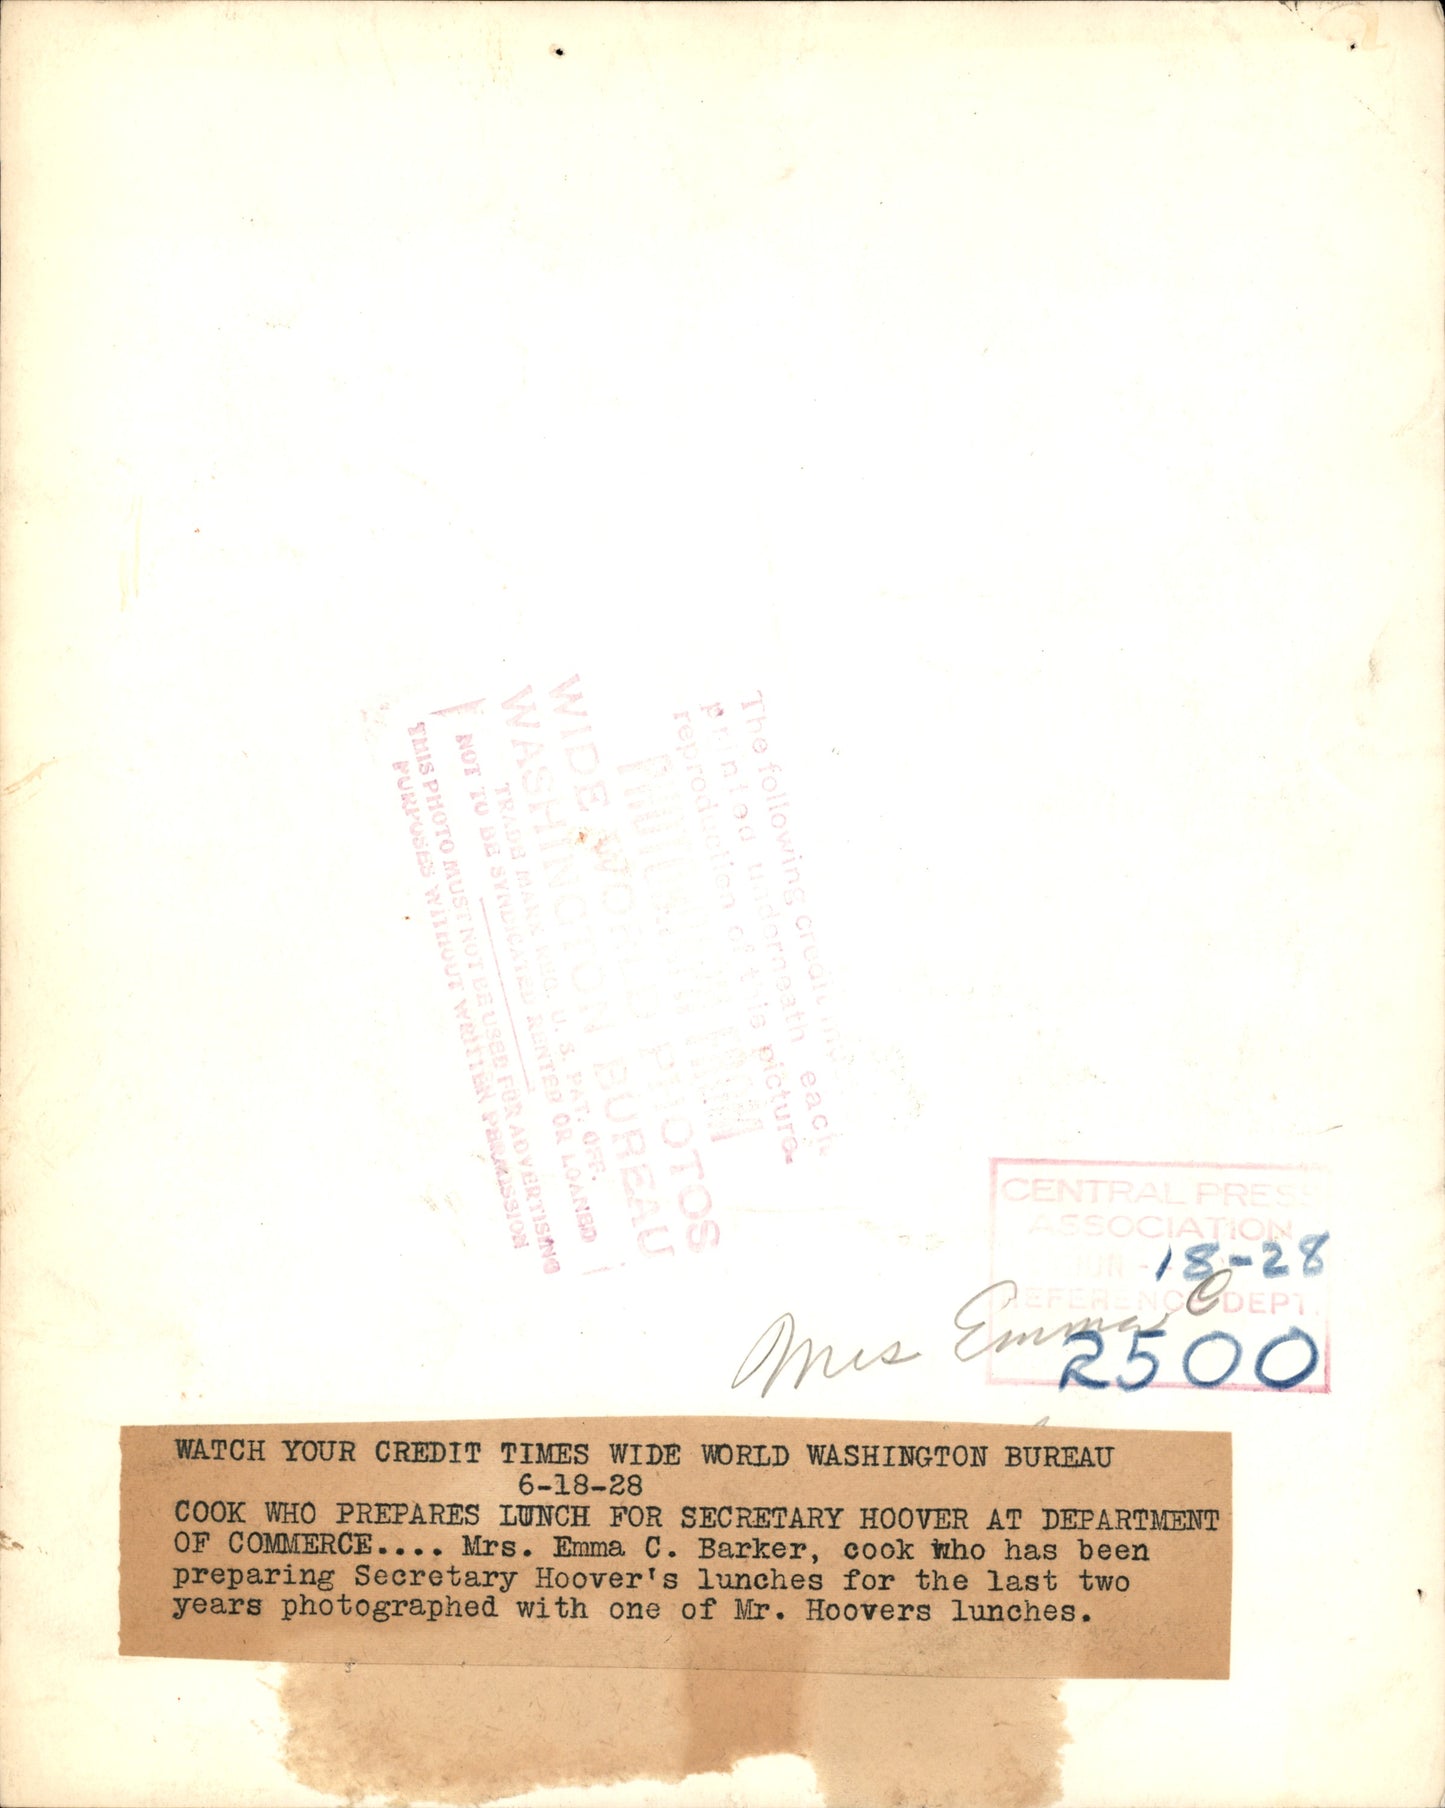 The following credit
printed underneath each
reproduction of this picture.
WIDE WORLD PHOTOS
WASHINGTON BUREAU
TRADE MARK REG. U. S. PAT. OFF.
NOT TO BE SYNDICATED RENTED OR LOANED
THIS PHOTO MUST NOT BE USED FOR ADVERTISING
PURPOSES WITHOUT WRITTEN PERMISSION
CENTRAL PRESS
ASSOCIATION
18-28
REFERENCE DEPT.
Mrs Emma C
2500
WATCH YOUR CREDIT TIMES WIDE WORLD WASHINGTON BUREAU
6-18-28
COOK WHO PREPARES LUNCH FOR SECRETARY HOOVER AT DEPARTMENT
OF COMMERCE.... Mrs. Emma C. Barker, cook who has been
preparing Secretary Hoover's lunches for the last two
years photographed with one of Mr. Hoovers lunches.